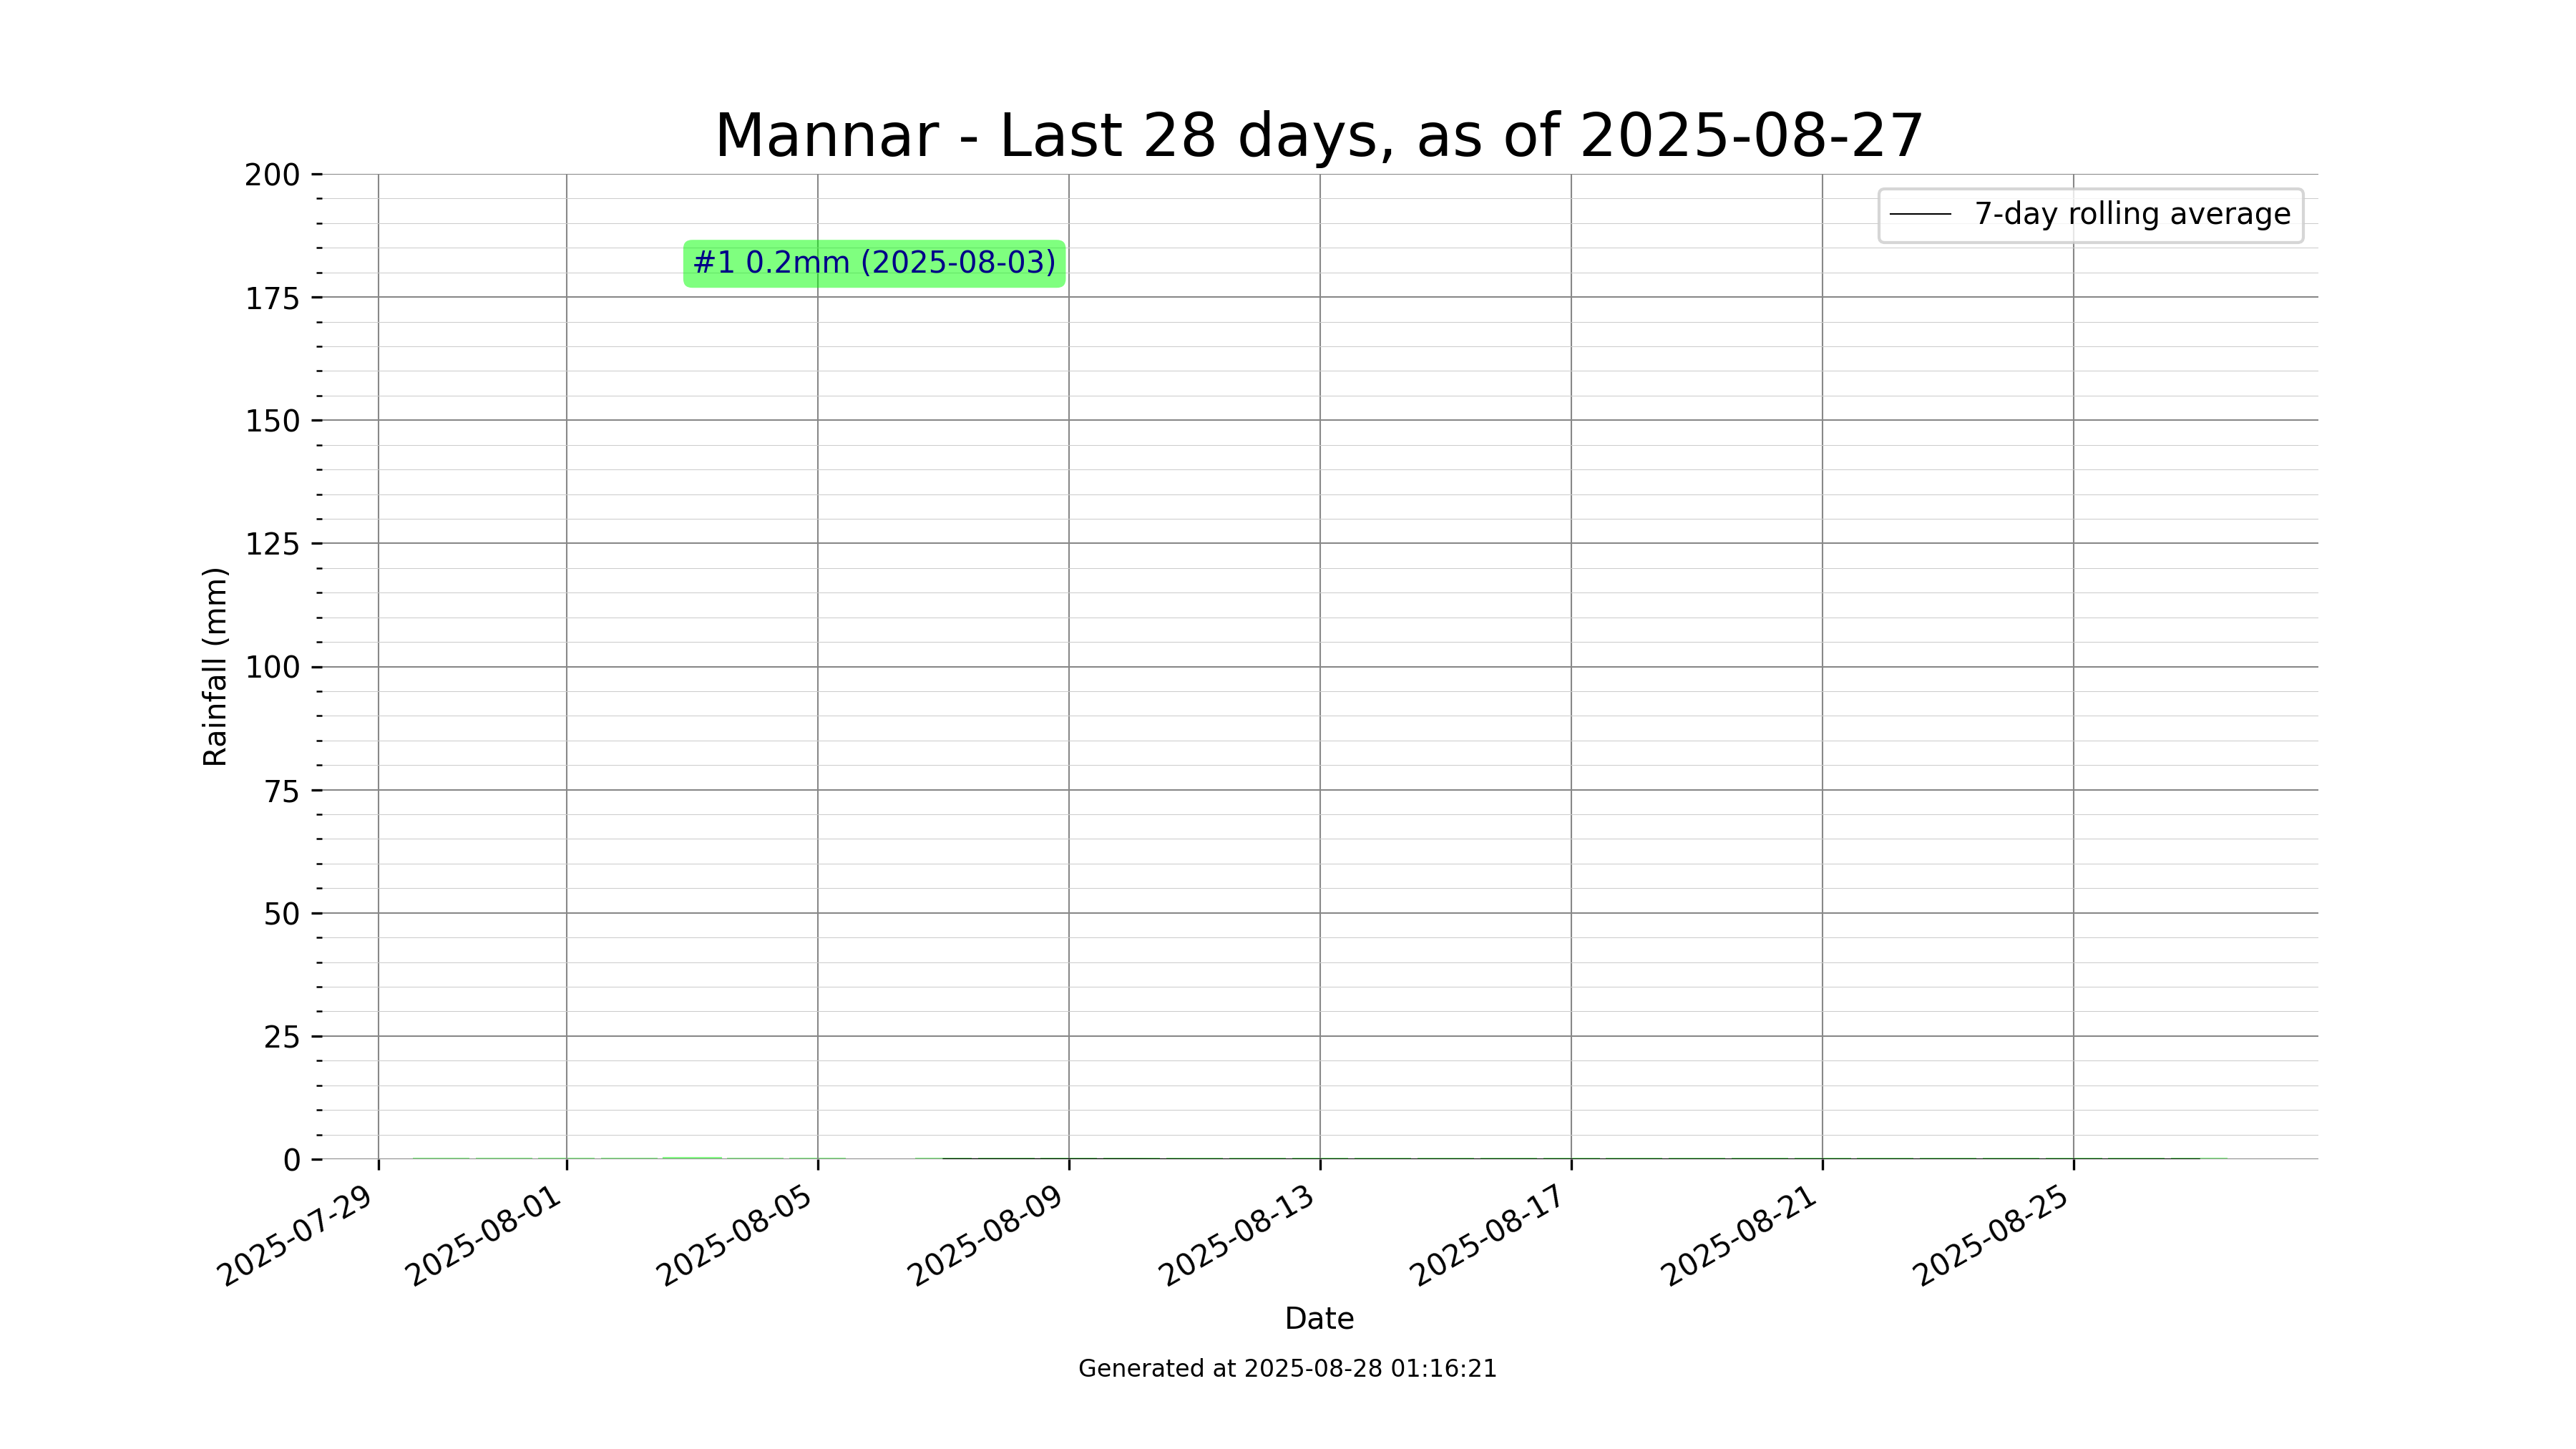 Mannar - Last 28 days, as of 2025-08-27
7-day rolling average
#1 0.2mm (2025-08-03)
200
175
150
125
100
75
50
25
0
Rainfall (mm)
2025-07-29
2025-08-01
2025-08-05
2025-08-09
2025-08-13
2025-08-17
2025-08-21
2025-08-25
Date
Generated at 2025-08-28 01:16:21